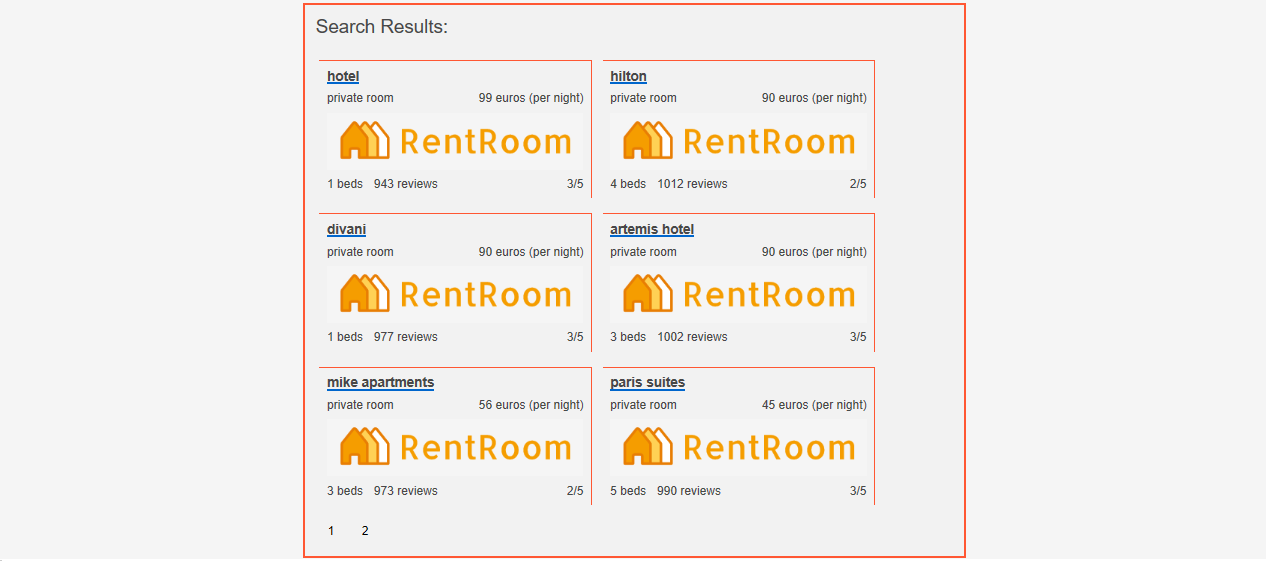 Search Results:
hotel
private room 99 euros (per night)
RentRoom
1 beds 943 reviews 3/5
hilton
private room 90 euros (per night)
RentRoom
4 beds 1012 reviews 2/5
divani
private room 90 euros (per night)
RentRoom
1 beds 977 reviews 3/5
artemis hotel
private room 90 euros (per night)
RentRoom
3 beds 1002 reviews 3/5
mike apartments
private room 56 euros (per night)
RentRoom
3 beds 973 reviews 2/5
paris suites
private room 45 euros (per night)
RentRoom
5 beds 990 reviews 3/5
1 2